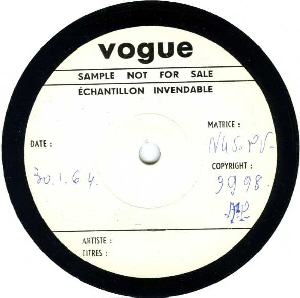 vogue
SAMPLE NOT FOR SALE
ÉCHANTILLON INVENDABLE
MATRICE :
DATE :
COPYRIGHT :
30.1.64.
3998
ARTISTE :
TITRES :